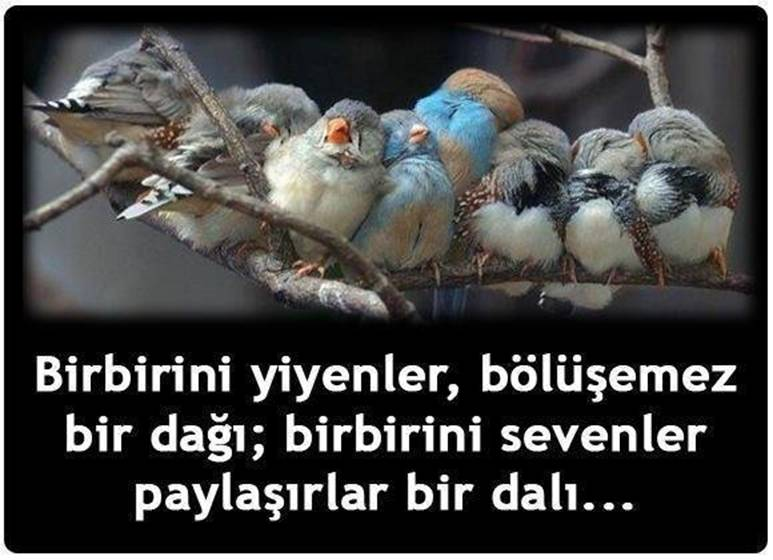 Birbirini yiyenler, bölüşemez
bir dağı; birbirini sevenler
paylaşırlar bir dalı...